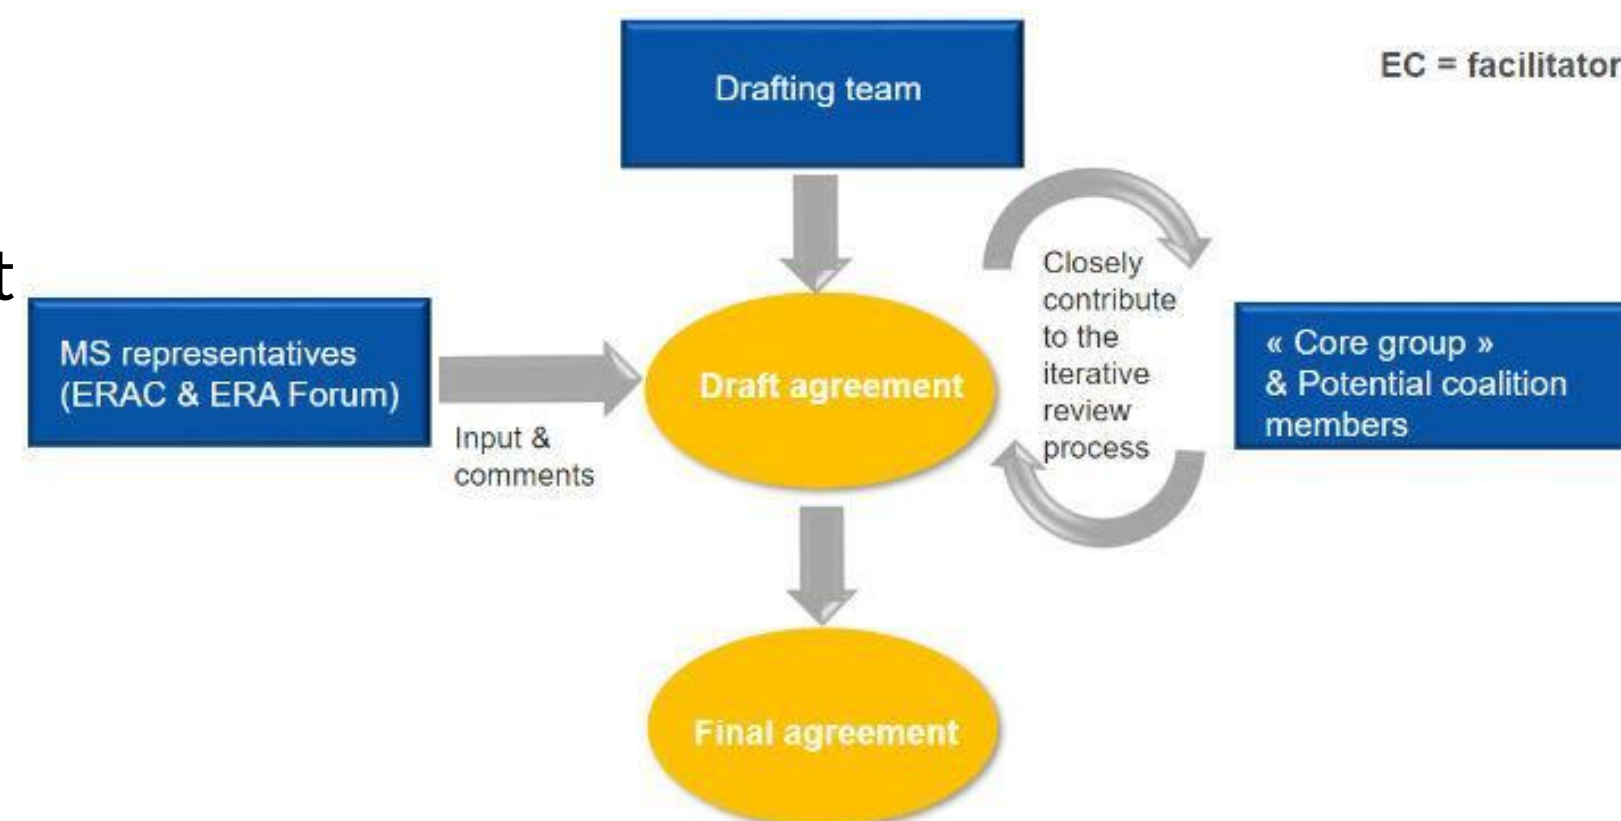 Drafting team
EC = facilitator
t
MS representatives
(ERAC & ERA Forum)
Input &
comments
Draft agreement
Closely
contribute
to the
iterative
review
process
« Core group »
& Potential coalition
members
Final agreement